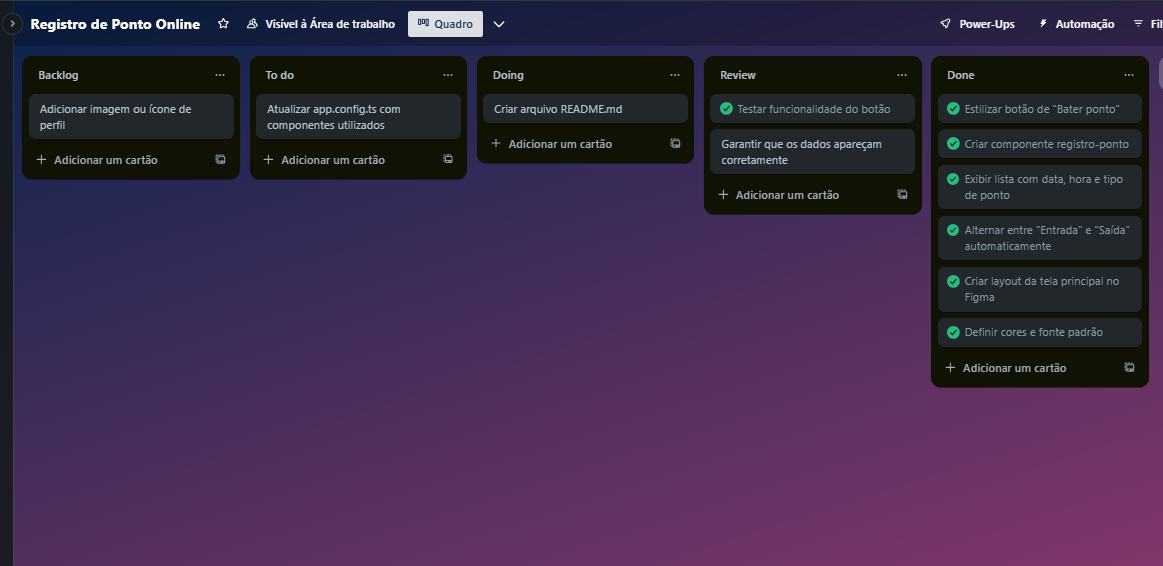 Registro de Ponto Online
Visível à Área de trabalho
Quadro
Power-Ups
Automação
Backlog
Adicionar imagem ou ícone de
perfil
Adicionar um cartão
To do
Atualizar app.config.ts com
componentes utilizados
Adicionar um cartão
Doing
Criar arquivo README.md
Adicionar um cartão
Review
Testar funcionalidade do botão
Garantir que os dados apareçam
corretamente
Adicionar um cartão
Done
Estilizar botão de "Bater ponto"
Criar componente registro-ponto
Exibir lista com data, hora e tipo
de ponto
Alternar entre "Entrada" e "Saída"
automaticamente
Criar layout da tela principal no
Figma
Definir cores e fonte padrão
Adicionar um cartão